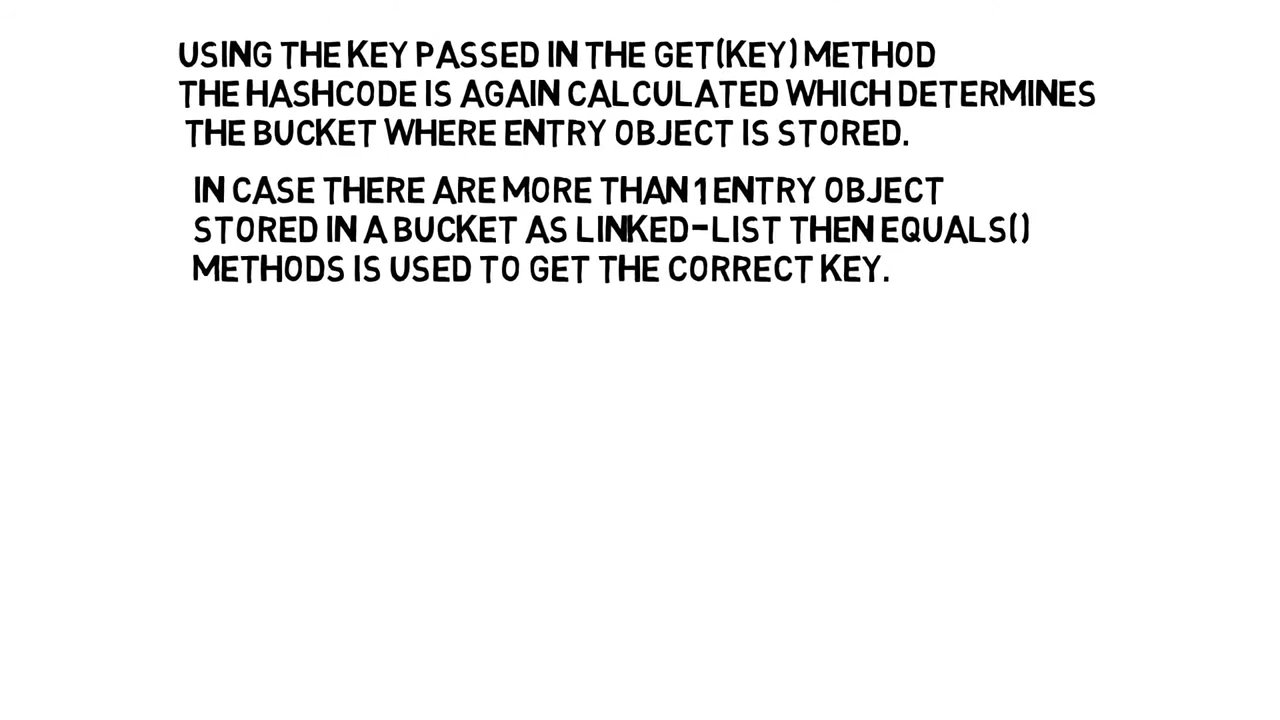 USING THE KEY PASSED IN THE GET(KEY) METHOD
THE HASHCODE IS AGAIN CALCULATED WHICH DETERMINES
THE BUCKET WHERE ENTRY OBJECT IS STORED.
IN CASE THERE ARE MORE THAN 1 ENTRY OBJECT
STORED IN A BUCKET AS LINKED-LIST THEN EQUALS()
METHODS IS USED TO GET THE CORRECT KEY.